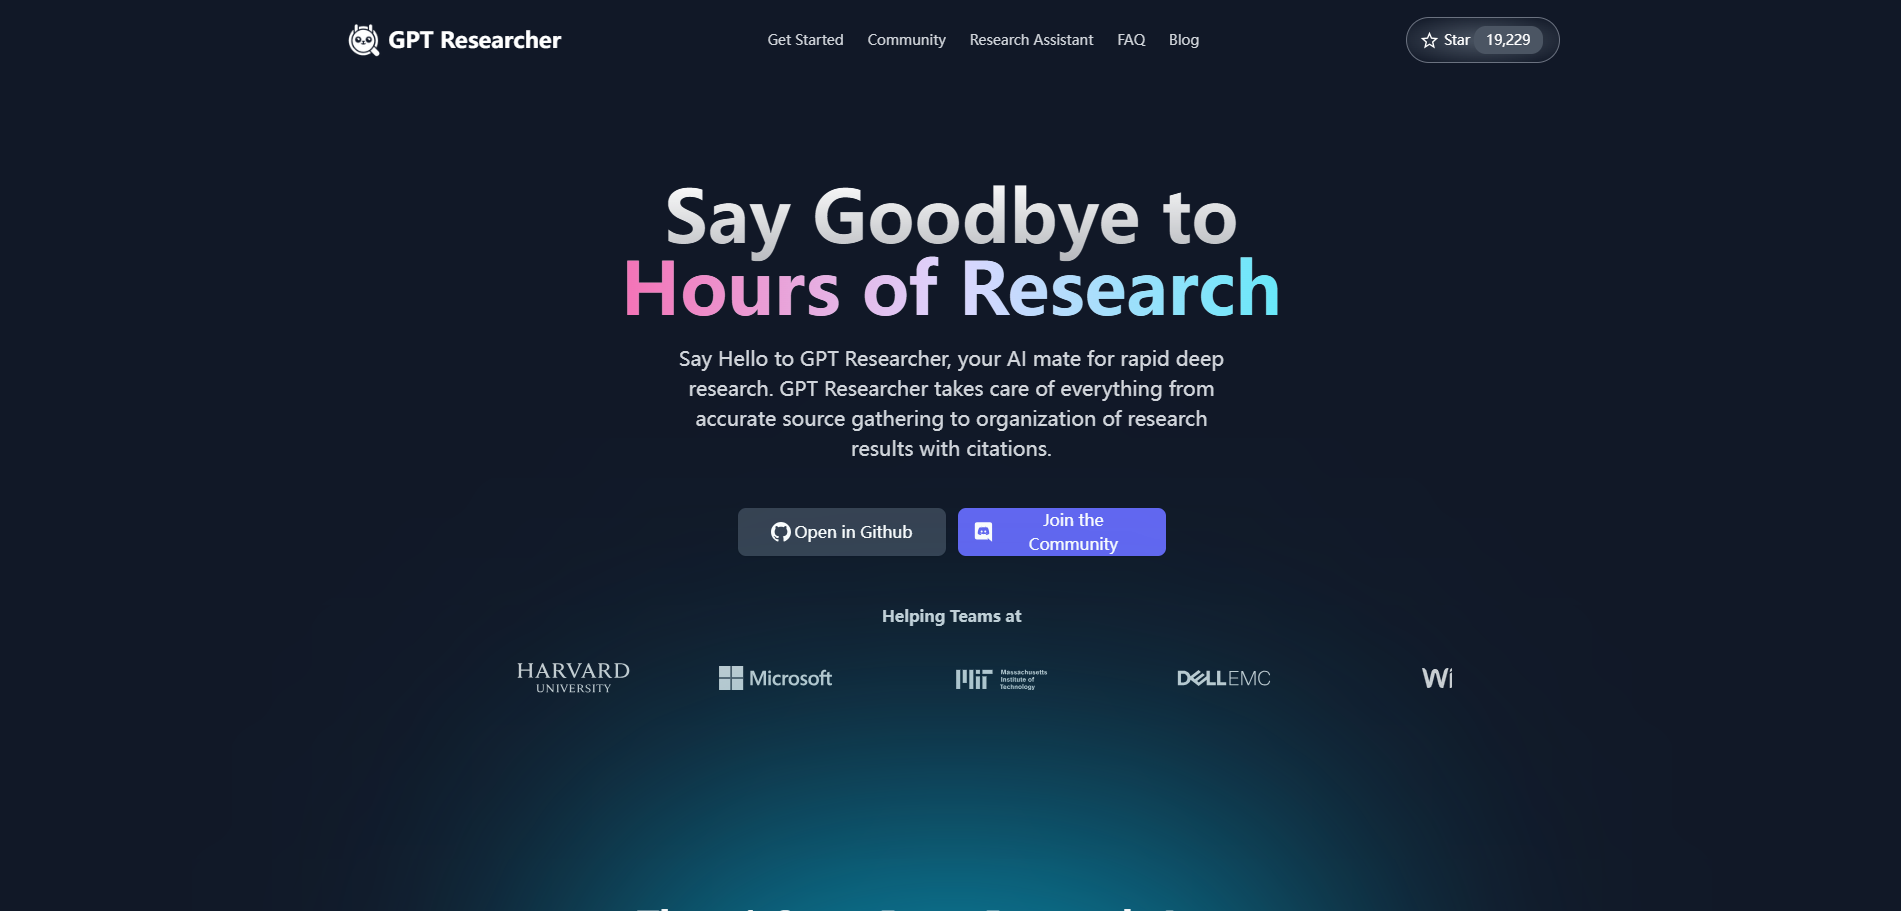 GPT Researcher
Get Started
Community
Research Assistant
FAQ
Blog
Star 19,229
Say Goodbye to
Hours of Research
Say Hello to GPT Researcher, your AI mate for rapid deep
research. GPT Researcher takes care of everything from
accurate source gathering to organization of research
results with citations.
Open in Github
Join the
Community
Helping Teams at
HARVARD
UNIVERSITY
Microsoft
MIT
Massachusetts
Institute of
Technology
DELLEMC
Wi